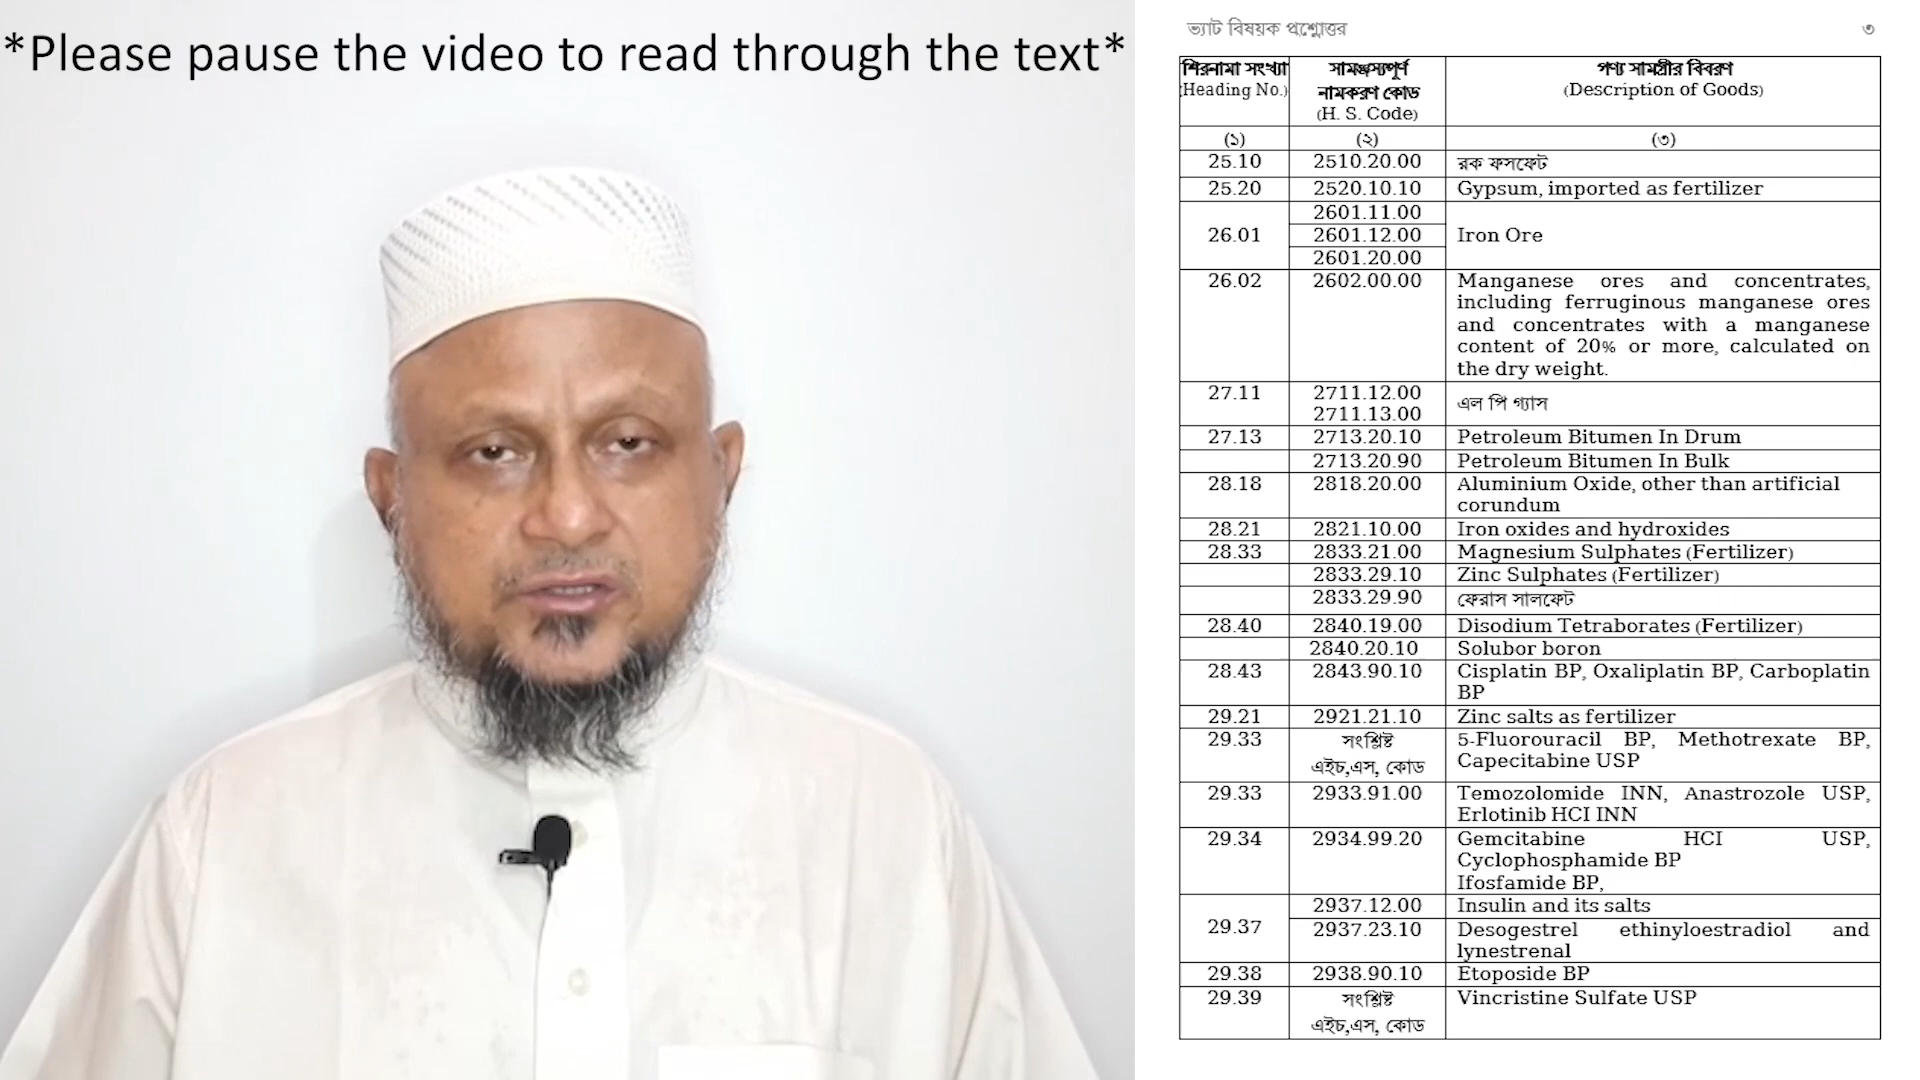 *Please pause the video to read through the text*
ভ্যাট বিষয়ক প্রশ্নোত্তর ৩
শিরনামা সংখ্যা (Heading No.) সামঞ্জস্যপূর্ণ নামকরণ কোড (H. S. Code) পণ্য সামগ্রীর বিবরণ (Description of Goods)
(১) (২) (৩)
25.10 2510.20.00 রক ফসফেট
25.20 2520.10.10 Gypsum, imported as fertilizer
2601.11.00
26.01 2601.12.00 Iron Ore
2601.20.00
26.02 2602.00.00 Manganese ores and concentrates,
including ferruginous manganese ores
and concentrates with a manganese
content of 20% or more, calculated on
the dry weight.
27.11 2711.12.00 এল পি গ্যাস
2711.13.00
27.13 2713.20.10 Petroleum Bitumen In Drum
2713.20.90 Petroleum Bitumen In Bulk
28.18 2818.20.00 Aluminium Oxide, other than artificial
corundum
28.21 2821.10.00 Iron oxides and hydroxides
28.33 2833.21.00 Magnesium Sulphates (Fertilizer)
2833.29.10 Zinc Sulphates (Fertilizer)
2833.29.90 ফেরাস সালফেট
28.40 2840.19.00 Disodium Tetraborates (Fertilizer)
2840.20.10 Solubor boron
28.43 2843.90.10 Cisplatin BP, Oxaliplatin BP, Carboplatin
BP
29.21 2921.21.10 Zinc salts as fertilizer
29.33 সংশ্লিষ্ট 5-Fluorouracil BP, Methotrexate BP,
এইচ,এস, কোড Capecitabine USP
29.33 2933.91.00 Temozolomide INN, Anastrozole USP,
Erlotinib HCI INN
29.34 2934.99.20 Gemcitabine HCI USP,
Cyclophosphamide BP
Ifosfamide BP,
2937.12.00 Insulin and its salts
29.37 2937.23.10 Desogestrel ethinyloestradiol and
lynestrenal
29.38 2938.90.10 Etoposide BP
29.39 সংশ্লিষ্ট Vincristine Sulfate USP
এইচ,এস, কোড